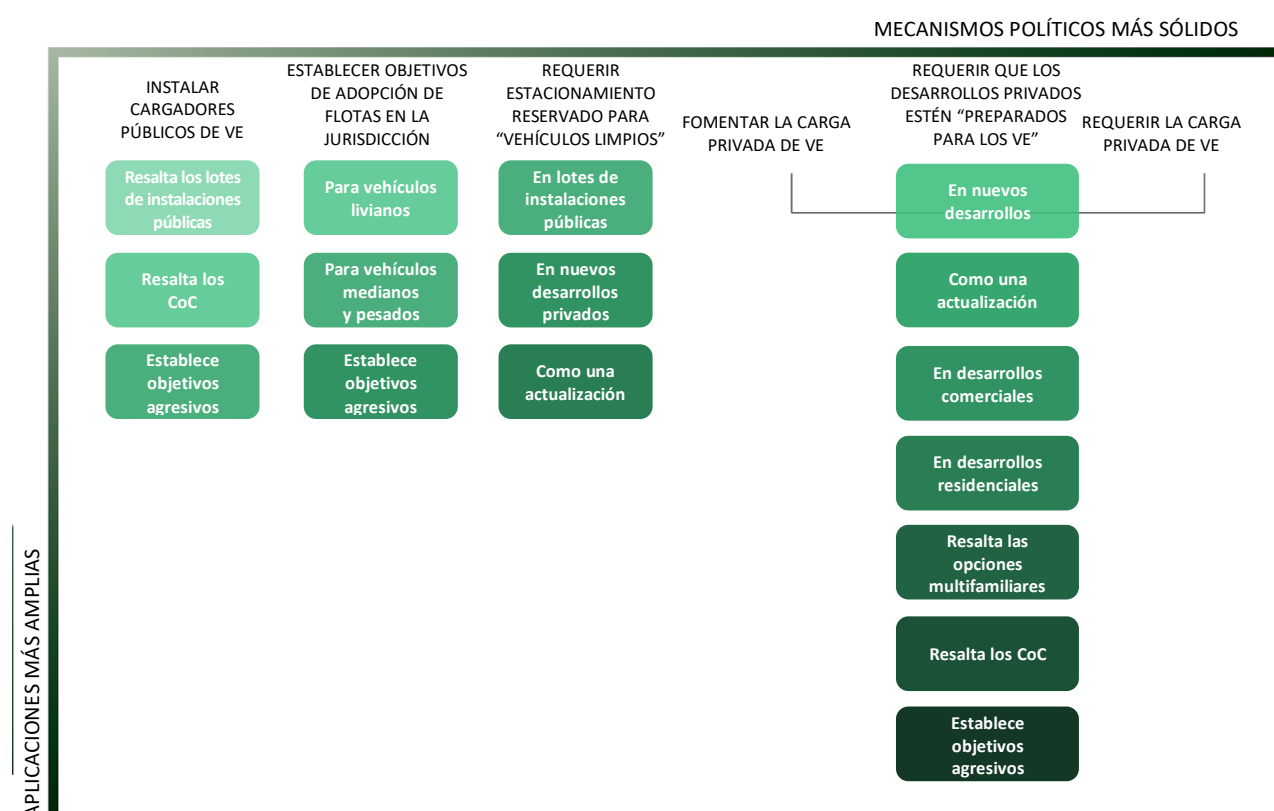 MECANISMOS POLÍTICOS MÁS SÓLIDOS
INSTALAR
CARGADORES
PÚBLICOS DE VE
ESTABLECER OBJETIVOS
DE ADOPCIÓN DE
FLOTAS EN LA
JURISDICCIÓN
REQUERIR
ESTACIONAMIENTO
RESERVADO PARA
“VEHÍCULOS LIMPIOS”
FOMENTAR LA CARGA
PRIVADA DE VE
REQUERIR QUE LOS
DESARROLLOS PRIVADOS
ESTÉN “PREPARADOS
PARA LOS VE”
REQUERIR LA CARGA
PRIVADA DE VE
Resalta los lotes
de instalaciones
públicas
Resalta los
CoC
Establece
objetivos
agresivos
Para vehículos
livianos
Para vehículos
medianos
y pesados
Establece
objetivos
agresivos
En lotes de
instalaciones
públicas
En nuevos
desarrollos
privados
Como una
actualización
En nuevos
desarrollos
Como una
actualización
En desarrollos
comerciales
En desarrollos
residenciales
Resalta las
opciones
multifamiliares
Resalta los CoC
Establece
objetivos
agresivos
APLICACIONES MÁS AMPLIAS